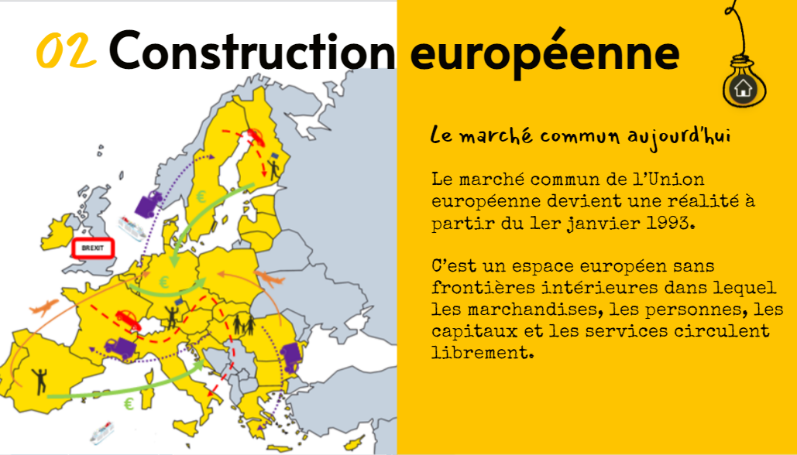 02 Construction européenne
Le marché commun aujourd'hui
Le marché commun de l'Union
européenne devient une réalité à
partir du 1er janvier 1993.
C'est un espace européen sans
frontières intérieures dans lequel
les marchandises, les personnes, les
capitaux et les services circulent
librement.
€
BREXIT
€
€